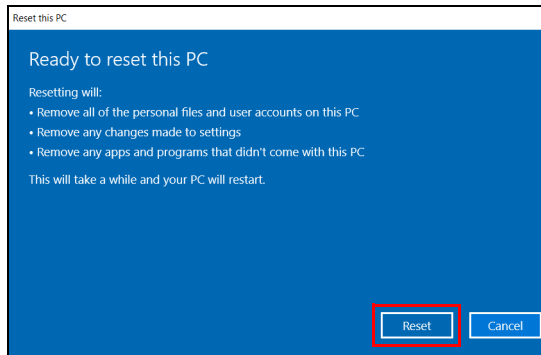 Reset this PC
Ready to reset this PC
Resetting will:
• Remove all of the personal files and user accounts on this PC
• Remove any changes made to settings
• Remove any apps and programs that didn't come with this PC
This will take a while and your PC will restart.
Reset
Cancel